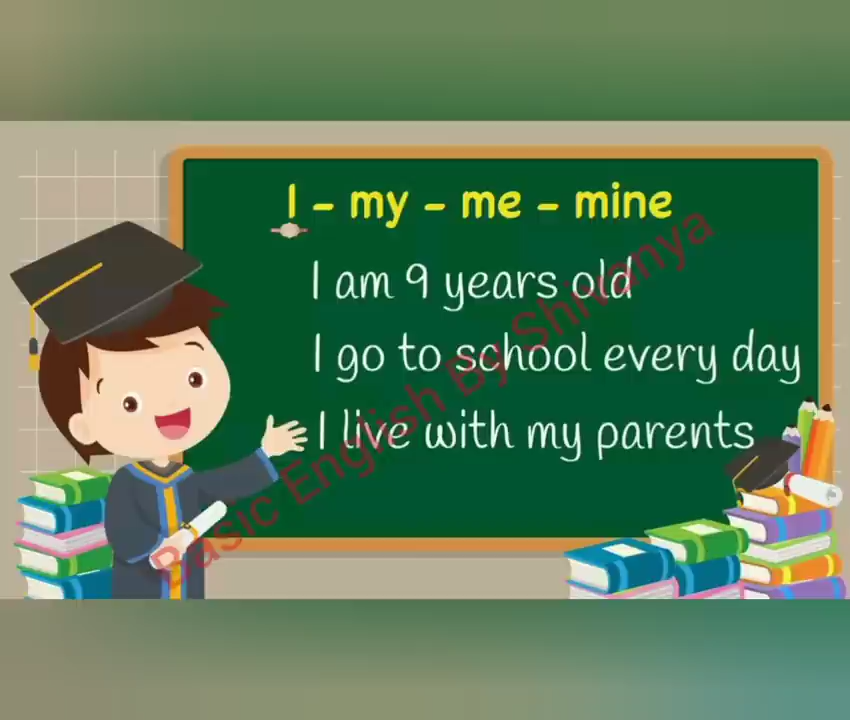 I - my - me - mine
I am 9 years old
I go to school every day
I live with my parents
Basic English By Shivanya